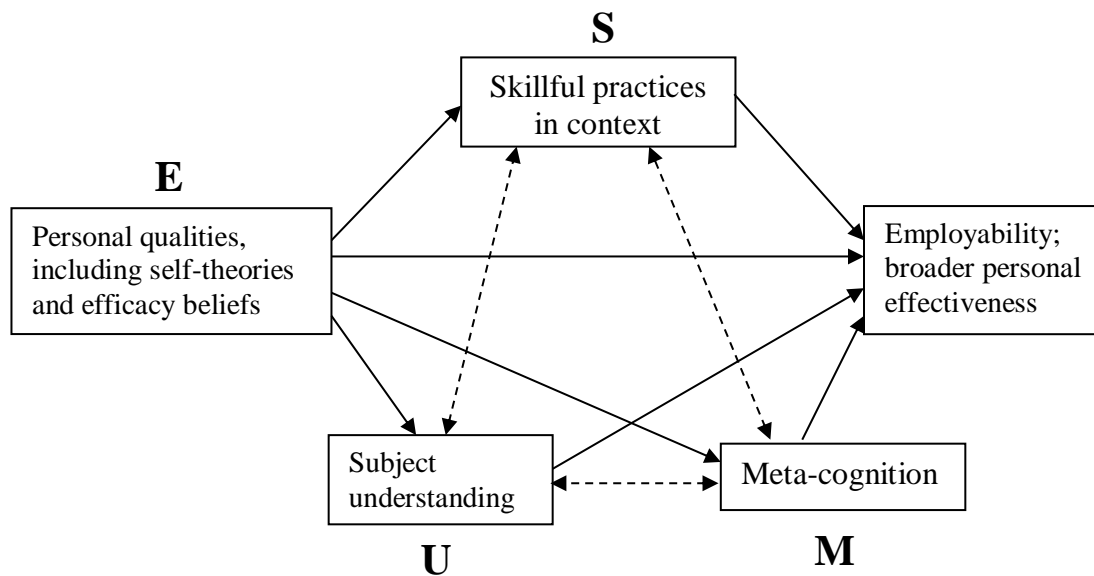 S
Skillful practices
in context
E
Personal qualities,
including self-theories
and efficacy beliefs
Employability;
broader personal
effectiveness
Subject
understanding
U
Meta-cognition
M